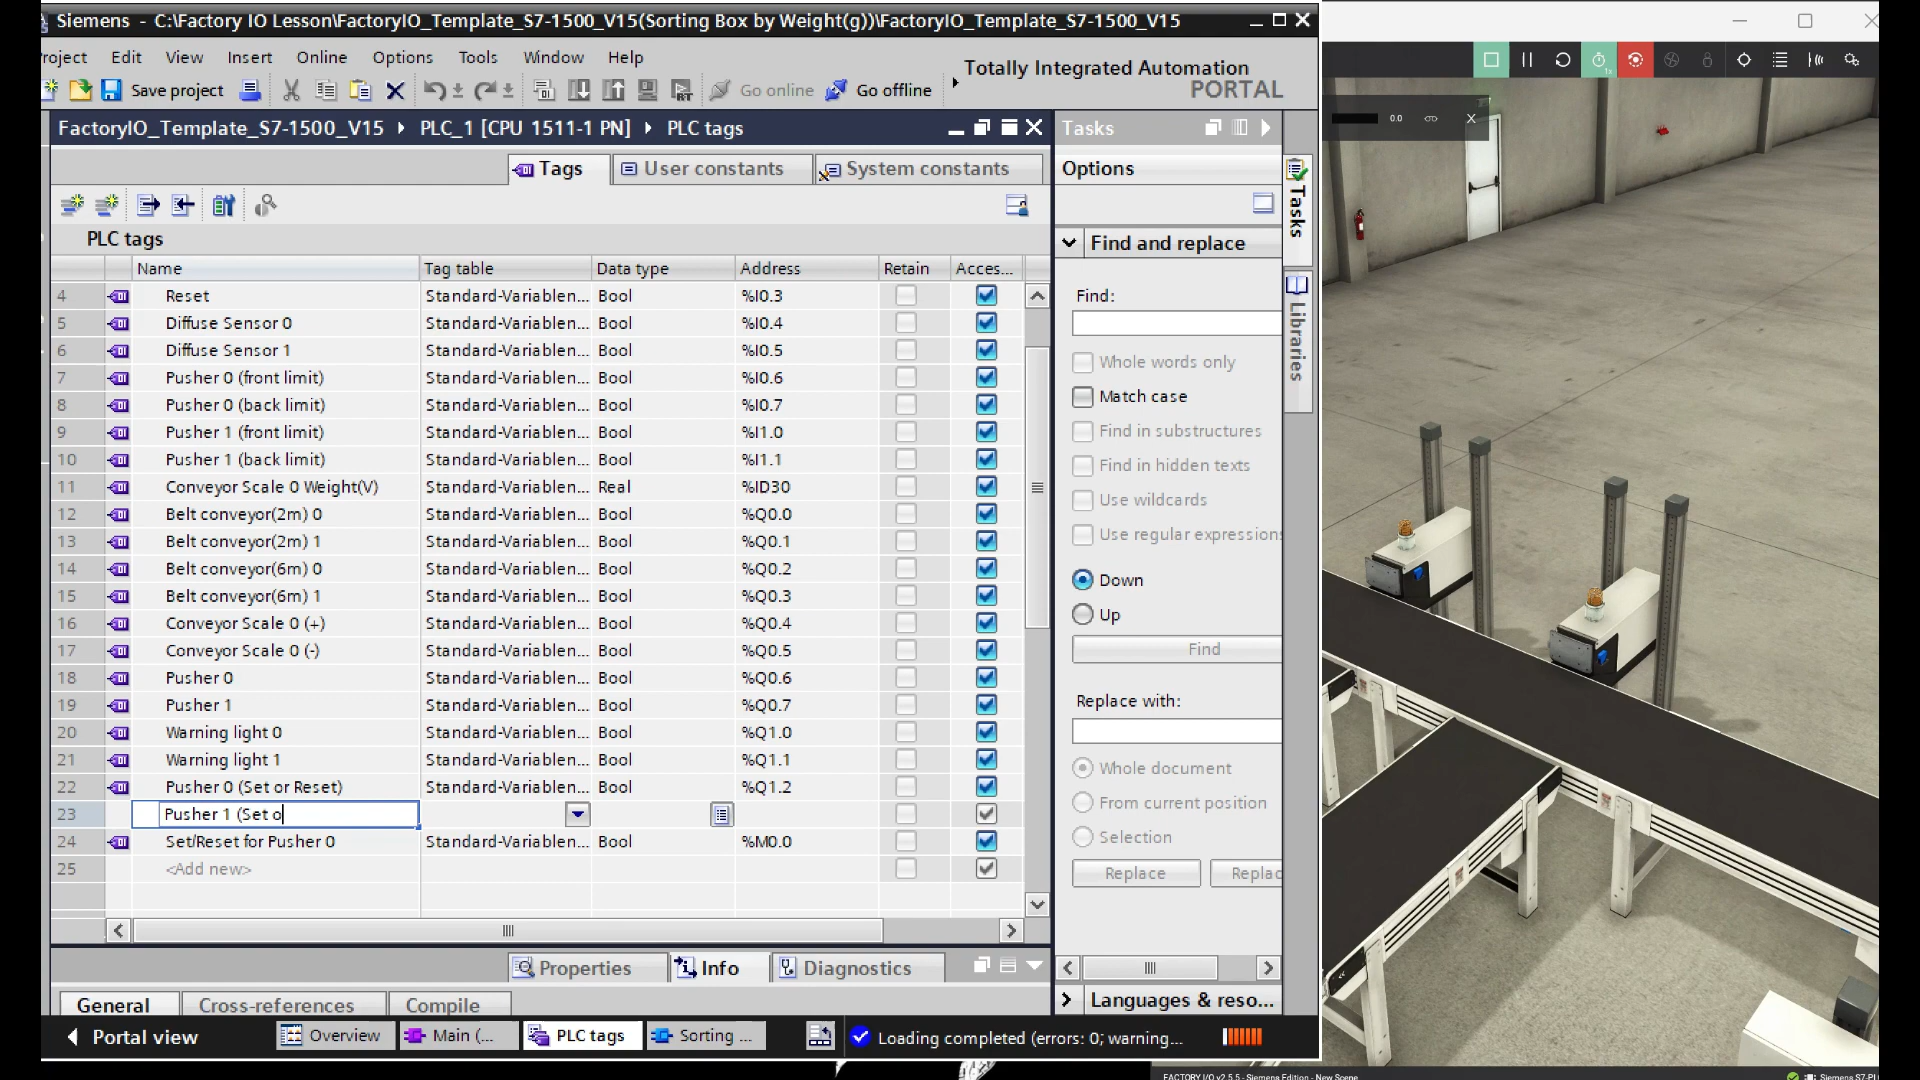 Siemens - C:\Factory IO Lesson\FactoryIO_Template_S7-1500_V15(Sorting Box by Weight(g))\FactoryIO_Template_S7-1500_V15
roject Edit View Insert Online Options Tools Window Help
Totally Integrated Automation
PORTAL
Save project Go online Go offline
FactoryIO_Template_S7-1500_V15 PLC_1 [CPU 1511-1 PN] PLC tags
Tags User constants System constants
PLC tags
Name Tag table Data type Address Retain Acces...
4 Reset Standard-Variablen... Bool %I0.3
5 Diffuse Sensor 0 Standard-Variablen... Bool %I0.4
6 Diffuse Sensor 1 Standard-Variablen... Bool %I0.5
7 Pusher 0 (front limit) Standard-Variablen... Bool %I0.6
8 Pusher 0 (back limit) Standard-Variablen... Bool %I0.7
9 Pusher 1 (front limit) Standard-Variablen... Bool %I1.0
10 Pusher 1 (back limit) Standard-Variablen... Bool %I1.1
11 Conveyor Scale 0 Weight(V) Standard-Variablen... Real %ID30
12 Belt conveyor(2m) 0 Standard-Variablen... Bool %Q0.0
13 Belt conveyor(2m) 1 Standard-Variablen... Bool %Q0.1
14 Belt conveyor(6m) 0 Standard-Variablen... Bool %Q0.2
15 Belt conveyor(6m) 1 Standard-Variablen... Bool %Q0.3
16 Conveyor Scale 0 (+) Standard-Variablen... Bool %Q0.4
17 Conveyor Scale 0 (-) Standard-Variablen... Bool %Q0.5
18 Pusher 0 Standard-Variablen... Bool %Q0.6
19 Pusher 1 Standard-Variablen... Bool %Q0.7
20 Warning light 0 Standard-Variablen... Bool %Q1.0
21 Warning light 1 Standard-Variablen... Bool %Q1.1
22 Pusher 0 (Set or Reset) Standard-Variablen... Bool %Q1.2
23 Pusher 1 (Set o
24 Set/Reset for Pusher 0 Standard-Variablen... Bool %M0.0
25 <Add new>
Properties Info Diagnostics
General Cross-references Compile
Portal view Overview Main (... PLC tags Sorting ... Loading completed (errors: 0; warning...
Tasks
Options
Find and replace
Find:
Whole words only
Match case
Find in substructures
Find in hidden texts
Use wildcards
Use regular expressions
Down
Up
Find
Replace with:
Whole document
From current position
Selection
Replace Replac
Languages & reso...
Tasks
Libraries
0.0
1x
FACTORY I/O v2.5.5 - Siemens Edition - New Scene
Siemens S7-PL